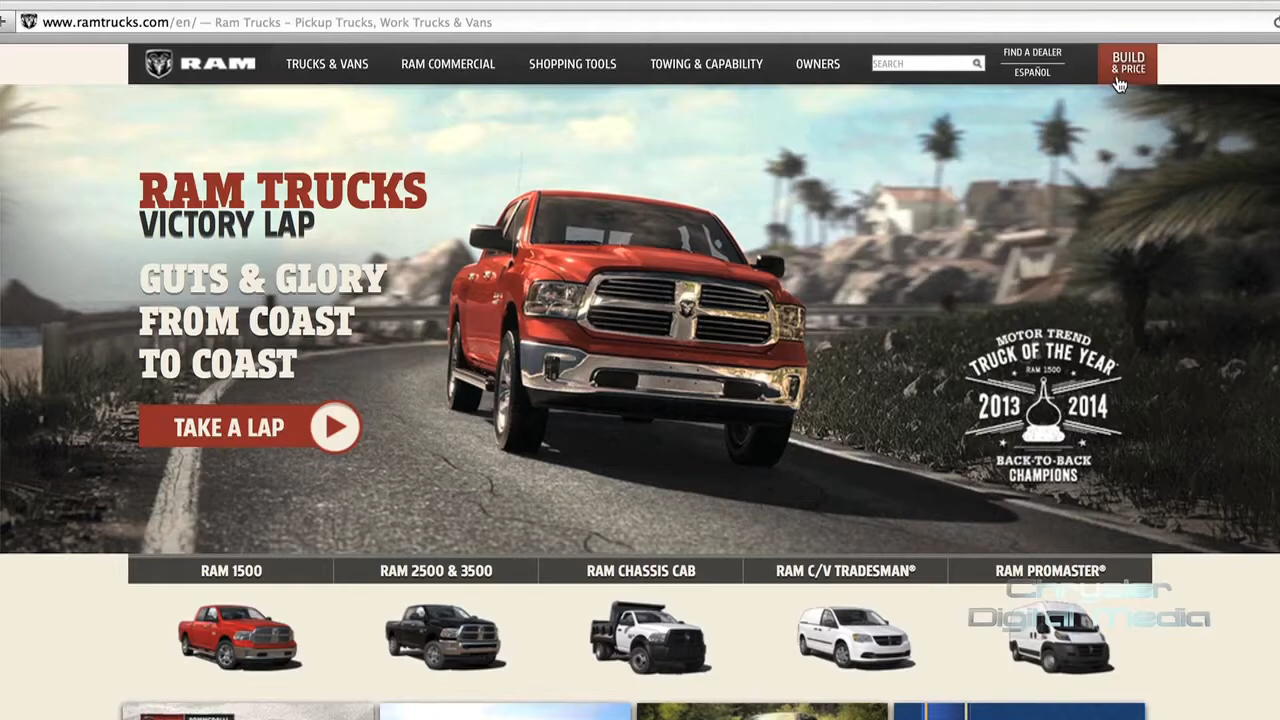 www.ramtrucks.com/en/ — Ram Trucks – Pickup Trucks, Work Trucks & Vans
RAM
TRUCKS & VANS
RAM COMMERCIAL
SHOPPING TOOLS
TOWING & CAPABILITY
OWNERS
SEARCH
FIND A DEALER
ESPAÑOL
BUILD
& PRICE
RAM TRUCKS
VICTORY LAP
GUTS & GLORY
FROM COAST
TO COAST
TAKE A LAP
MOTOR TREND
TRUCK OF THE YEAR
RAM 1500
2013 2014
BACK-TO-BACK
CHAMPIONS
RAM 1500
RAM 2500 & 3500
RAM CHASSIS CAB
RAM C/V TRADESMAN®
RAM PROMASTER®
Chrysler
Digital Media